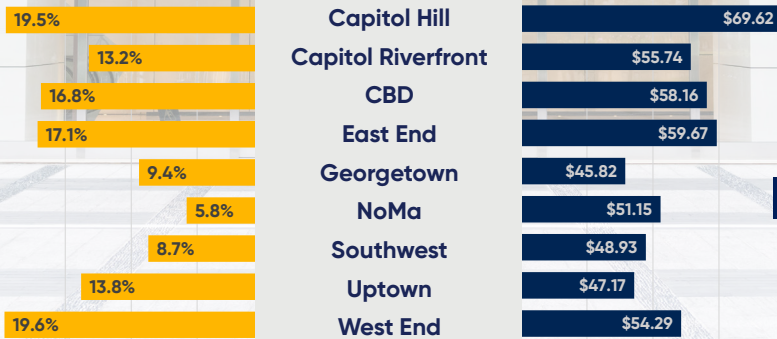 19.5% Capitol Hill $69.62
13.2% Capitol Riverfront $55.74
16.8% CBD $58.16
17.1% East End $59.67
9.4% Georgetown $45.82
5.8% NoMa $51.15
8.7% Southwest $48.93
13.8% Uptown $47.17
19.6% West End $54.29